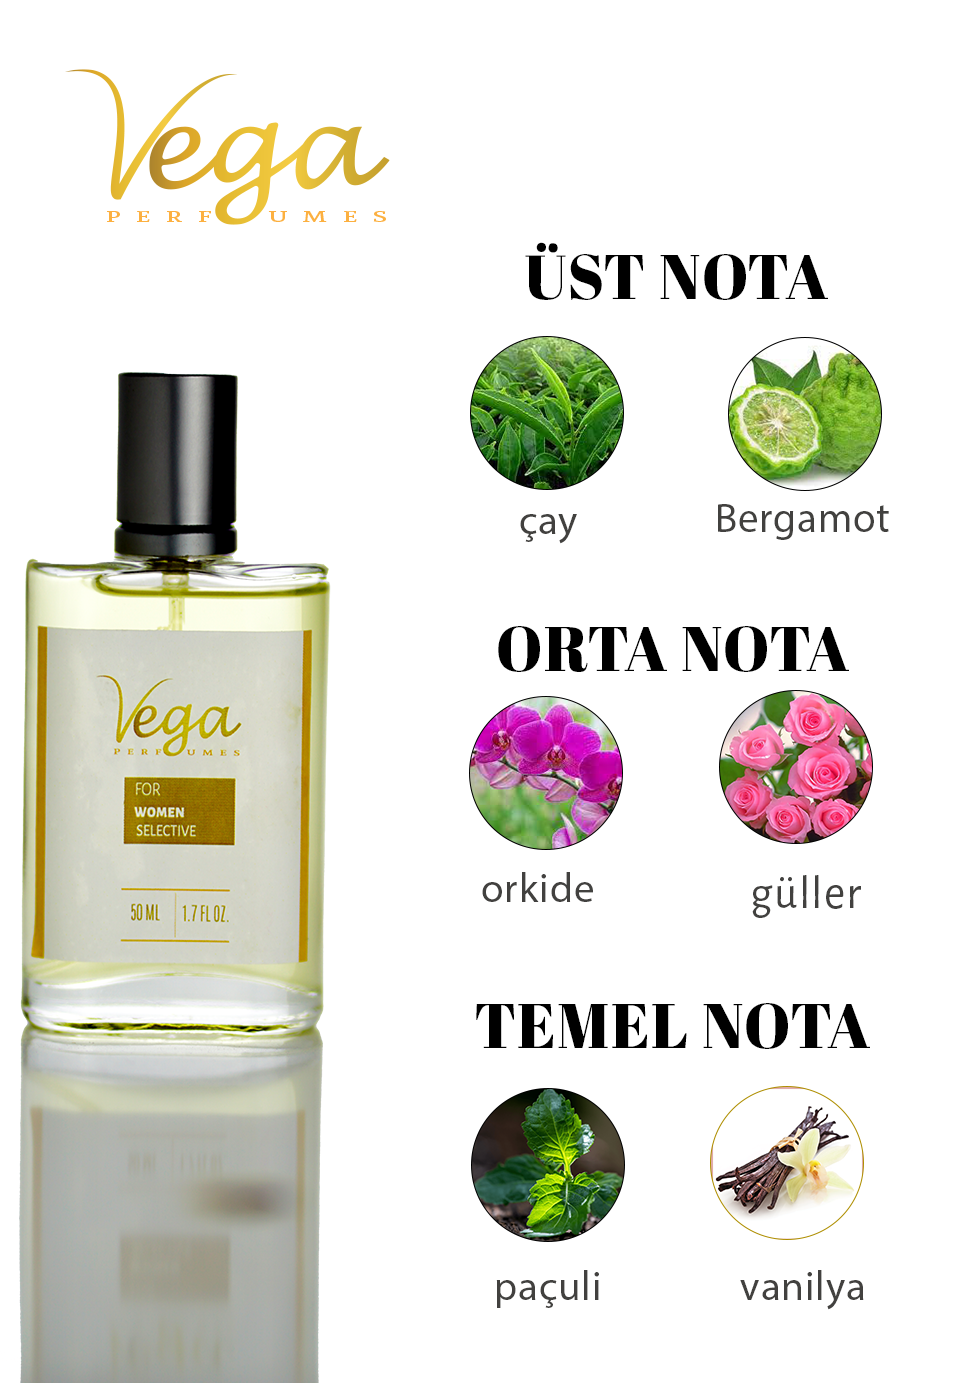 Vega
PERFUMES
ÜST NOTA
çay
Bergamot
ORTA NOTA
orkide
güller
TEMEL NOTA
paçuli
vanilya
Vega
PERFUMES
FOR
WOMEN
SELECTIVE
50 ML
1.7 FL OZ.